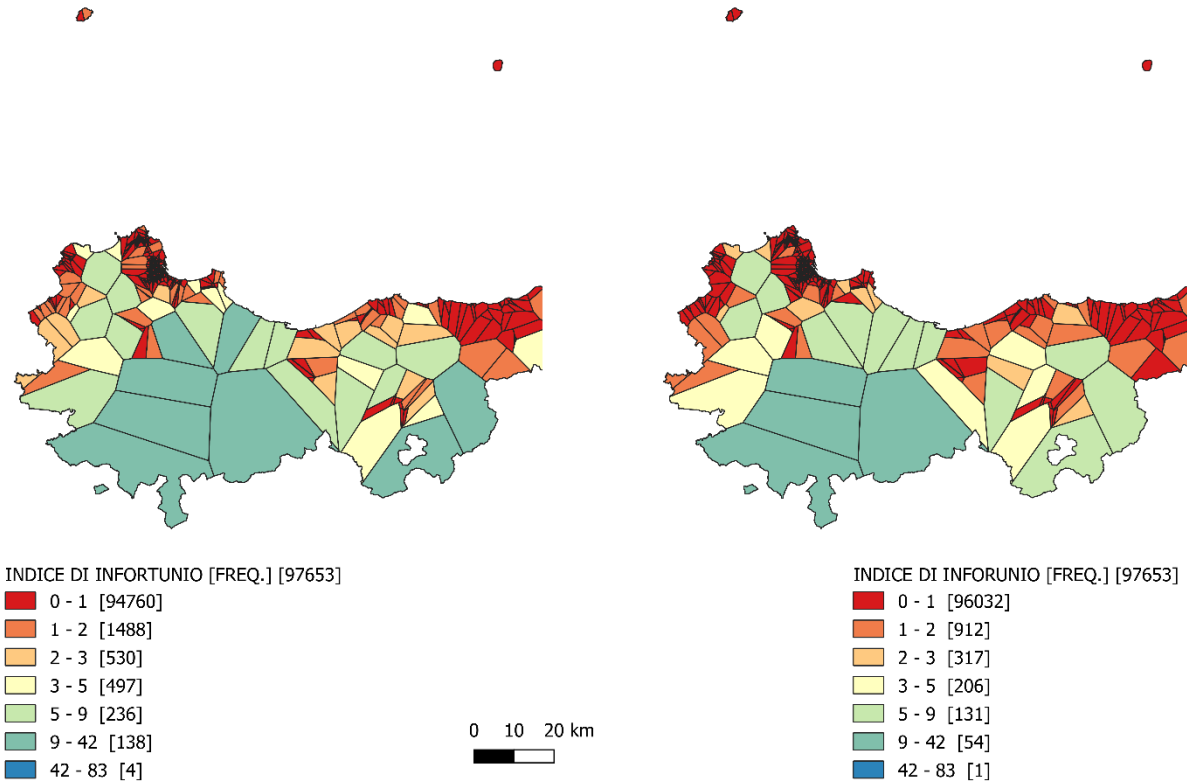 INDICE DI INFORTUNIO [FREQ.] [97653]
0 - 1 [94760]
1 - 2 [1488]
2 - 3 [530]
3 - 5 [497]
5 - 9 [236]
9 - 42 [138]
42 - 83 [4]
0 10 20 km
INDICE DI INFORUNIO [FREQ.] [97653]
0 - 1 [96032]
1 - 2 [912]
2 - 3 [317]
3 - 5 [206]
5 - 9 [131]
9 - 42 [54]
42 - 83 [1]